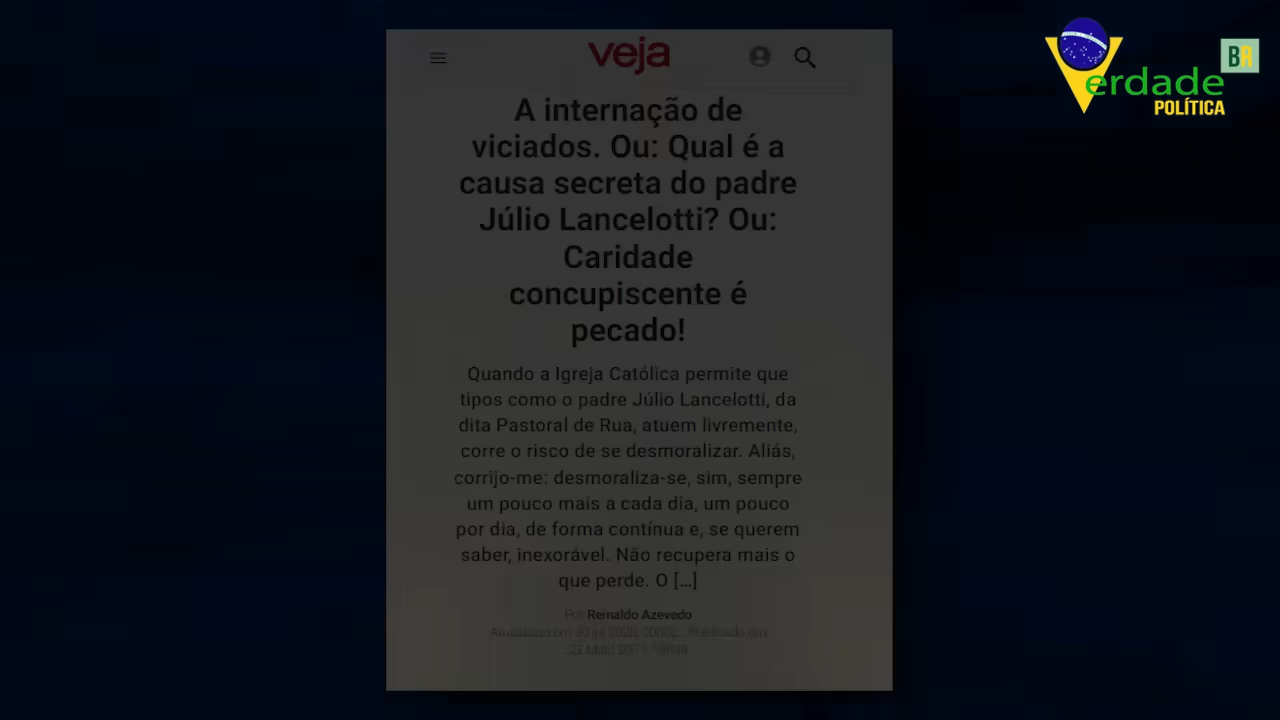 veja
BR
erdade
POLÍTICA
A internação de
viciados. Ou: Qual é a
causa secreta do padre
Júlio Lancelotti? Ou:
Caridade
concupiscente é
pecado!
Quando a Igreja Católica permite que
tipos como o padre Júlio Lancelotti, da
dita Pastoral de Rua, atuem livremente,
corre o risco de se desmoralizar. Aliás,
corrijo-me: desmoraliza-se, sim, sempre
um pouco mais a cada dia, um pouco
por dia, de forma contínua e, se querem
saber, inexorável. Não recupera mais o
que perde. O [...]
Por Reinaldo Azevedo